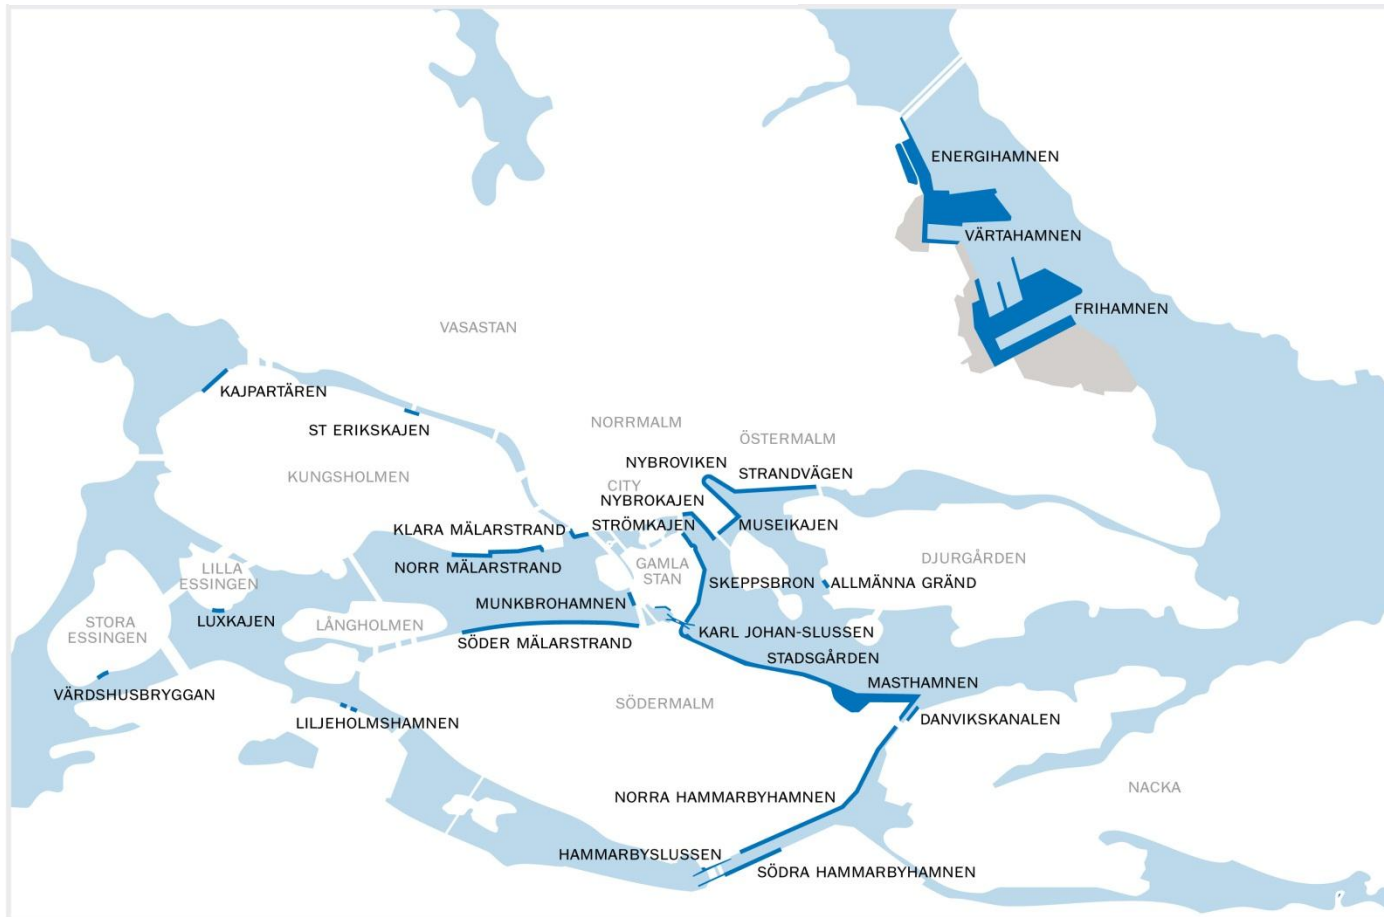 ENERGIHAMNEN
VÄRTAHAMNEN
FRIHAMNEN
VASASTAN
KAJPARTÄREN
ST ERIKSKAJEN
NORRMALM
ÖSTERMALM
NYBROVIKEN
STRANDVÄGEN
KUNGSHOLMEN
CITY
NYBROKAJEN
KLARA MÄLARSTRAND
STRÖMKAJEN
MUSEIKAJEN
NORR MÄLARSTRAND
GAMLA
STAN
DJURGÅRDEN
LILLA
ESSINGEN
SKEPPSBRON
ALLMÄNNA GRÄND
MUNKBROHAMNEN
LUXKAJEN
LÅNGHOLMEN
STORA
ESSINGEN
KARL JOHAN-SLUSSEN
SÖDER MÄLARSTRAND
STADSGÅRDEN
MASTHAMNEN
VÄRDSHUSBRYGGAN
SÖDERMALM
LILJEHOLMSHAMNEN
DANVIKSKANALEN
NACKA
NORRA HAMMARBYHAMNEN
HAMMARBYSLUSSEN
SÖDRA HAMMARBYHAMNEN